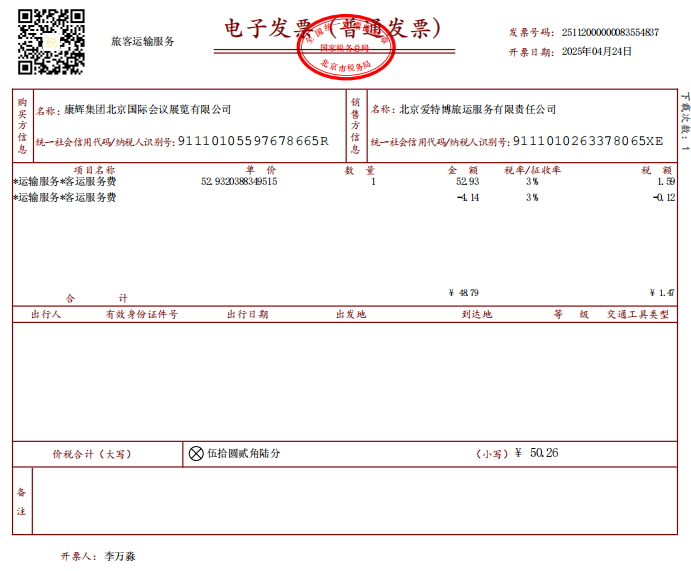 旅客运输服务
电子发票（普通发票）
全国统一发票监制章
国家税务总局
北京市税务局
发票号码：25112000000083554837
开票日期：2025年04月24日
下载次数：1
购买方信息
名称：康辉集团北京国际会议展览有限公司
统一社会信用代码/纳税人识别号：91110105597678665R
销售方信息
名称：北京爱特博旅运服务有限责任公司
统一社会信用代码/纳税人识别号：9111010263378065XE
项目名称 单价 数量 金额 税率/征收率 税额
*运输服务*客运服务费 52.9320388349515 1 52.93 3% 1.59
*运输服务*客运服务费 -4.14 3% -0.12
合计 ¥ 48.79 ¥ 1.47
出行人 有效身份证件号 出行日期 出发地 到达地 等级 交通工具类型
价税合计（大写） ⊗ 伍拾圆贰角陆分 （小写）¥ 50.26
备注
开票人：李万淼